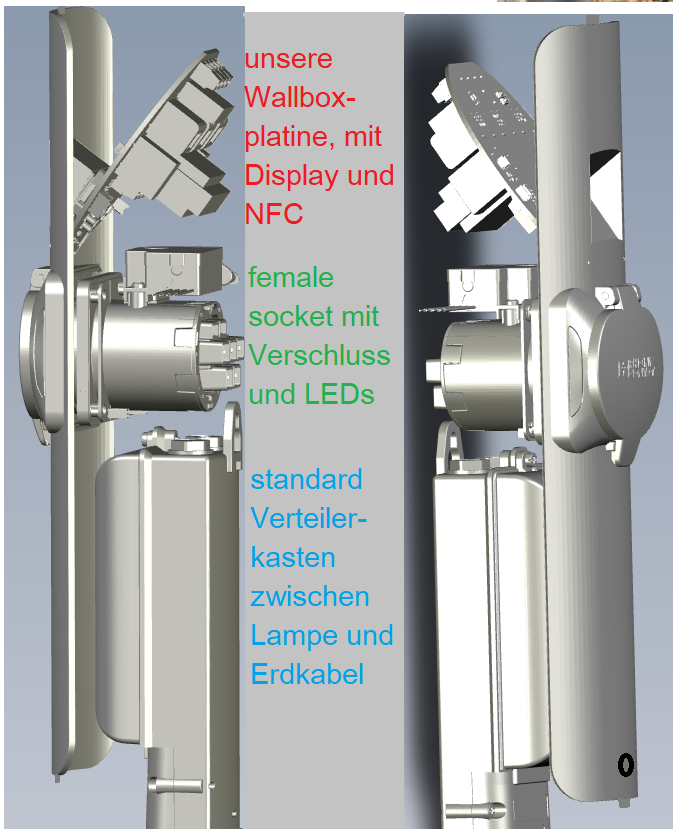 unsere
Wallbox-
platine, mit
Display und
NFC
female
socket mit
Verschluss
und LEDs
standard
Verteiler-
kasten
zwischen
Lampe und
Erdkabel